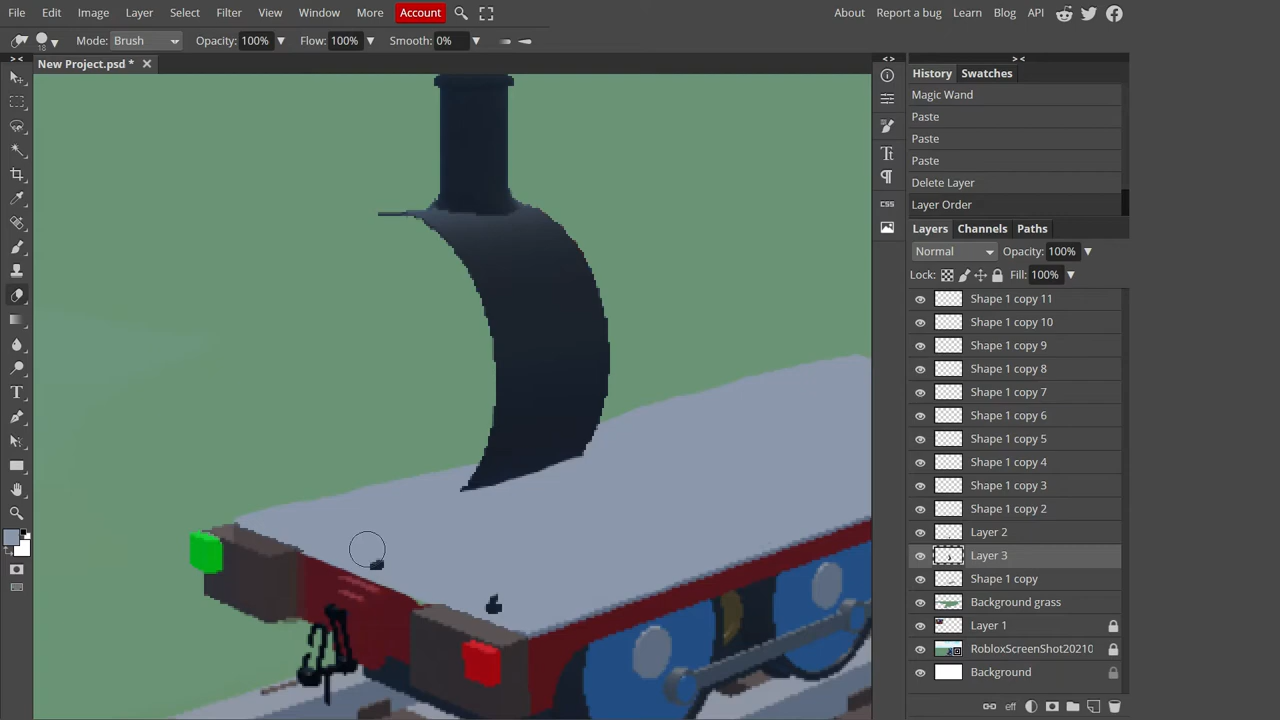 File Edit Image Layer Select Filter View Window More Account About Report a bug Learn Blog API
18 Mode: Brush Opacity: 100% Flow: 100% Smooth: 0%
New Project.psd *
History Swatches
Magic Wand
Paste
Paste
Paste
Delete Layer
Layer Order
Layers Channels Paths
Normal Opacity: 100%
Lock: Fill: 100%
Shape 1 copy 11
Shape 1 copy 10
Shape 1 copy 9
Shape 1 copy 8
Shape 1 copy 7
Shape 1 copy 6
Shape 1 copy 5
Shape 1 copy 4
Shape 1 copy 3
Shape 1 copy 2
Layer 2
Layer 3
Shape 1 copy
Background grass
Layer 1
RobloxScreenShot20210
Background
CSS
eff